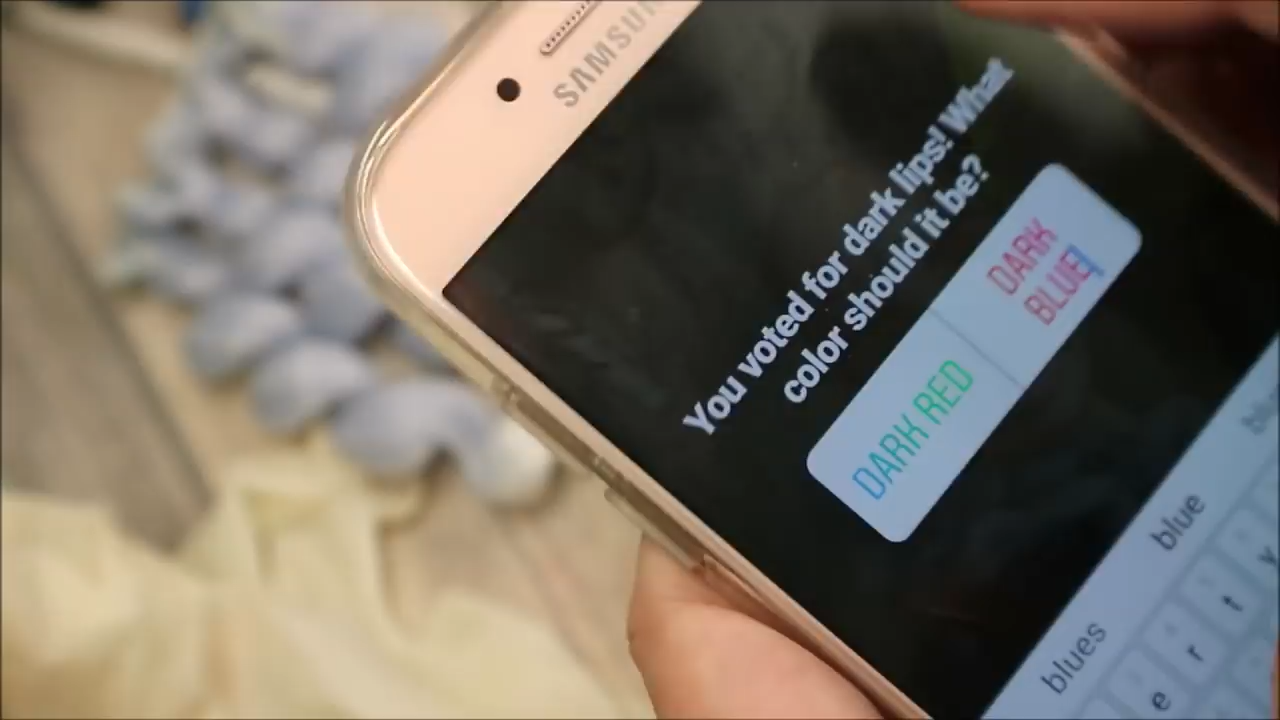 SAMSUNG
You voted for dark lips! What
color should it be?
DARK RED
DARK
BLUE
blues
blue
e
r
t
y